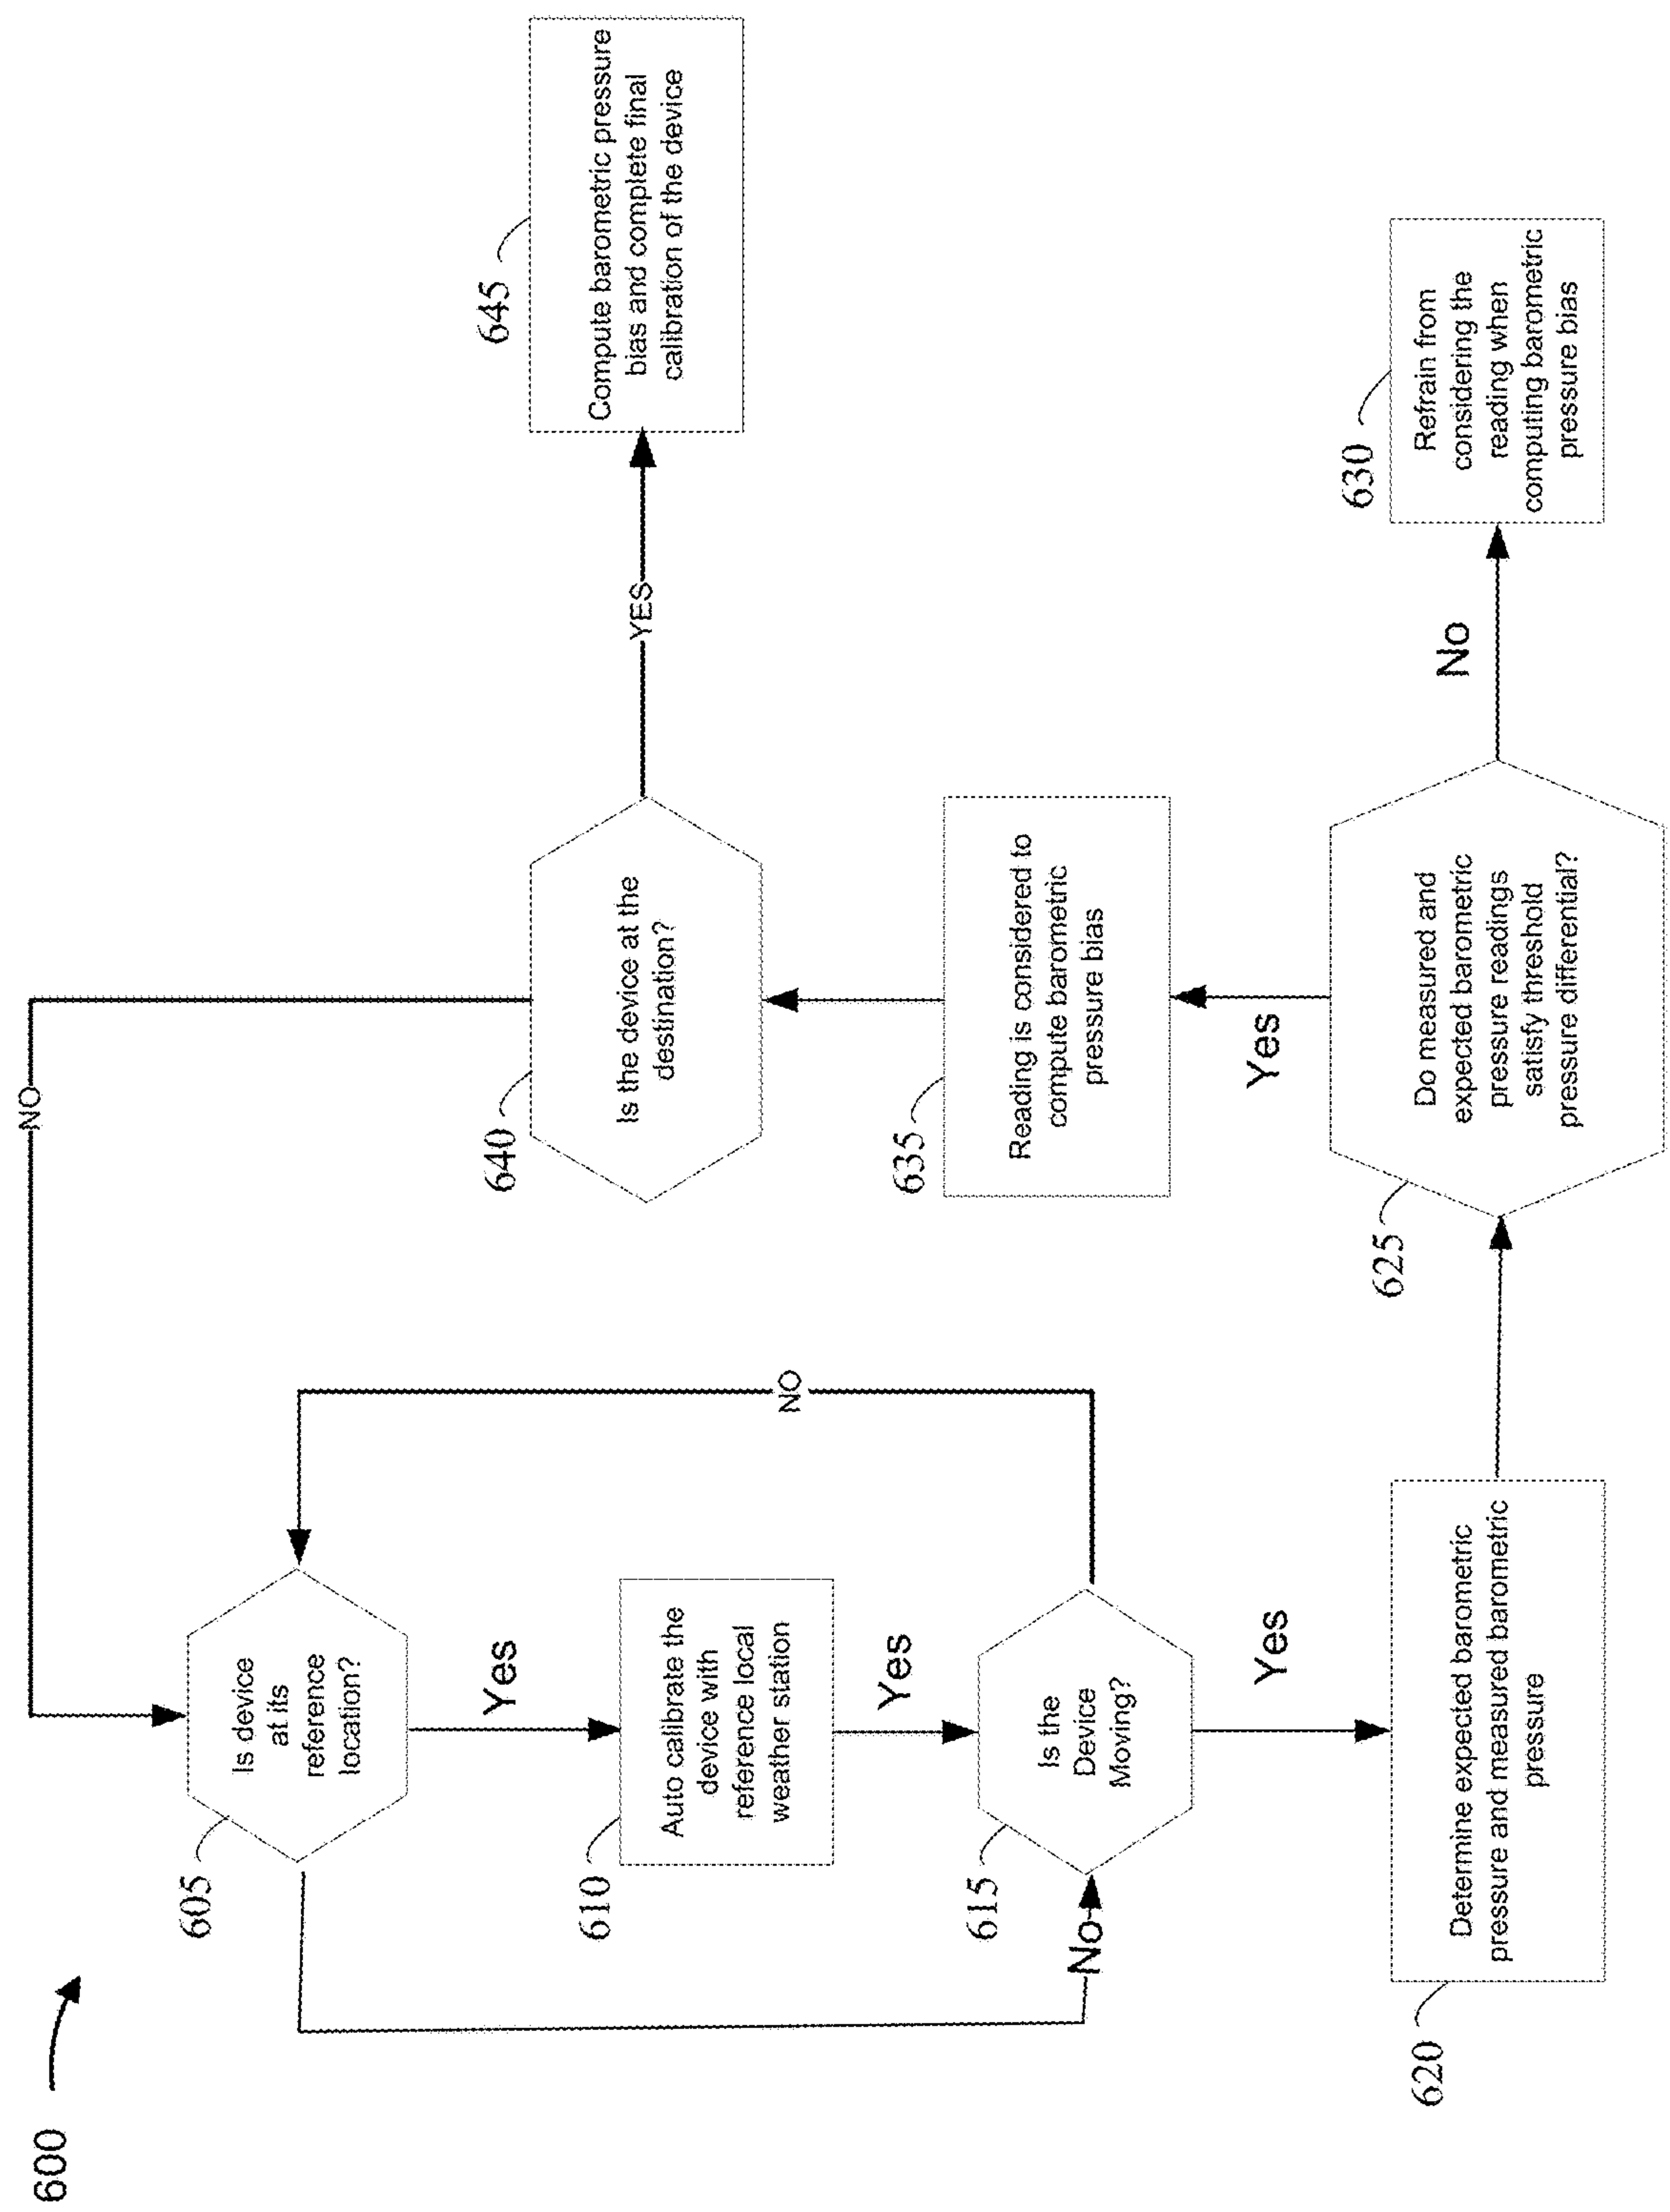 600
605
Is device
at its
reference
location?
Yes
610
Auto calibrate the
device with
reference local
weather station
Yes
615
Is the
Device
Moving?
NO
No
Yes
620
Determine expected barometric
pressure and measured barometric
pressure
625
Do measured and
expected barometric
pressure readings
satisfy threshold
pressure differential?
No
630
Refrain from
considering the
reading when
computing barometric
pressure bias
Yes
635
Reading is considered to
compute barometric
pressure bias
640
Is the device at the
destination?
NO
YES
645
Compute barometric pressure
bias and complete final
calibration of the device